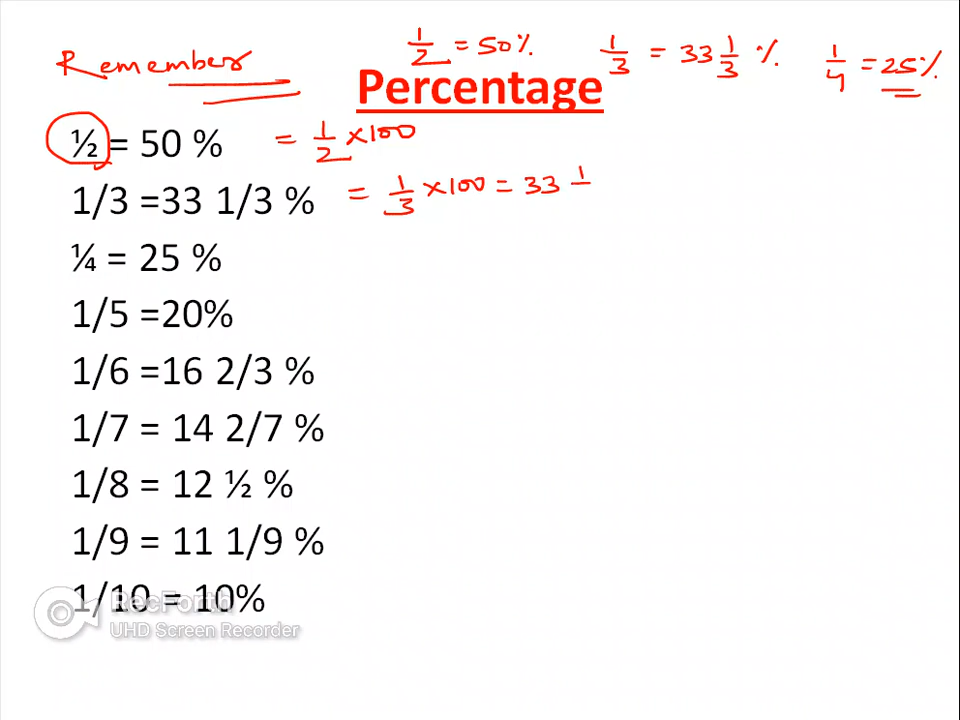 Remember
1/2 = 50% 1/3 = 33 1/3 % 1/4 = 25%
Percentage
½ = 50 % = 1/2 × 100
1/3 =33 1/3 % = 1/3 × 100 = 33 1
¼ = 25 %
1/5 =20%
1/6 =16 2/3 %
1/7 = 14 2/7 %
1/8 = 12 ½ %
1/9 = 11 1/9 %
1/10 = 10%
RecForth
UHD Screen Recorder